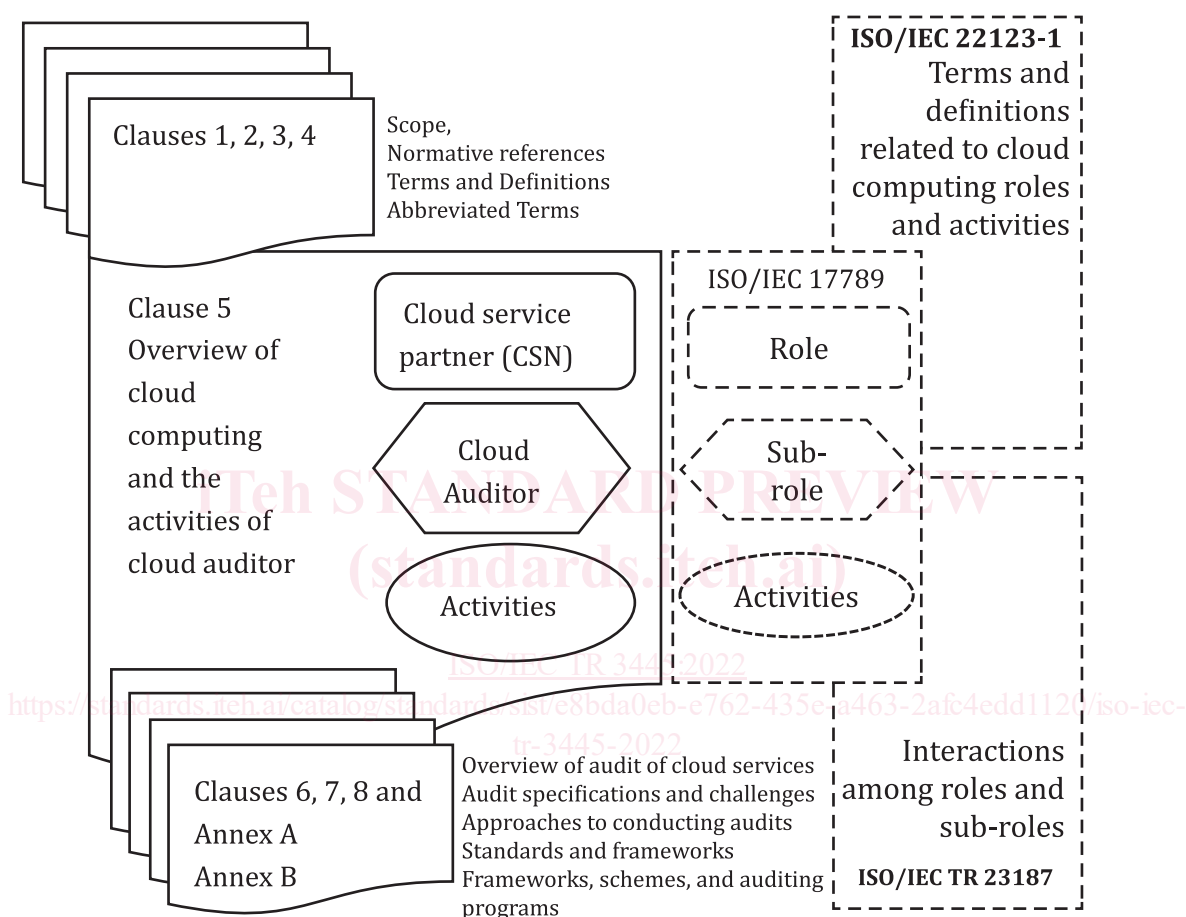 Clauses 1, 2, 3, 4
Scope,
Normative references
Terms and Definitions
Abbreviated Terms
ISO/IEC 22123-1
Terms and
definitions
related to cloud
computing roles
and activities
Clause 5
Overview of
cloud
computing
and the
activities of
cloud auditor
Cloud service
partner (CSN)
Cloud
Auditor
Activities
ISO/IEC 17789
Role
Sub-
role
Activities
iTeh STANDARD PREVIEW
(standards.iteh.ai)
ISO/IEC TR 3445:2022
https://standards.iteh.ai/catalog/standards/sist/e8bda0eb-e762-435e-a463-2afc4edd1120/iso-iec-
tr-3445-2022
Clauses 6, 7, 8 and
Annex A
Annex B
Overview of audit of cloud services
Audit specifications and challenges
Approaches to conducting audits
Standards and frameworks
Frameworks, schemes, and auditing
programs
Interactions
among roles and
sub-roles
ISO/IEC TR 23187